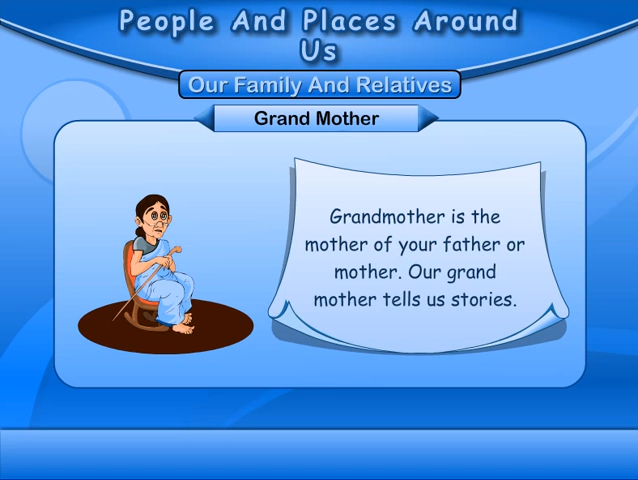 People And Places Around
Us
Our Family And Relatives
Grand Mother
Grandmother is the
mother of your father or
mother. Our grand
mother tells us stories.